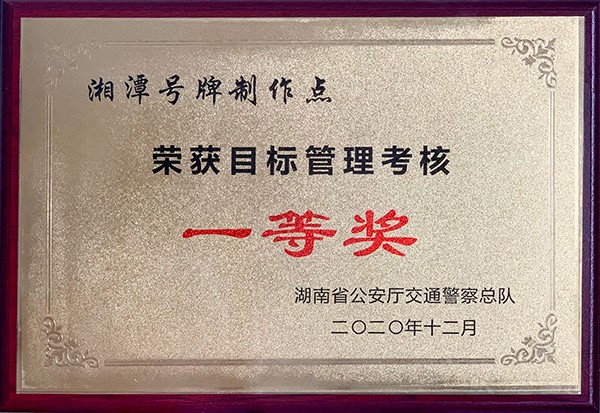 湘潭号牌制作点
荣获目标管理考核
一等奖
湖南省公安厅交通警察总队
二〇二〇年十二月